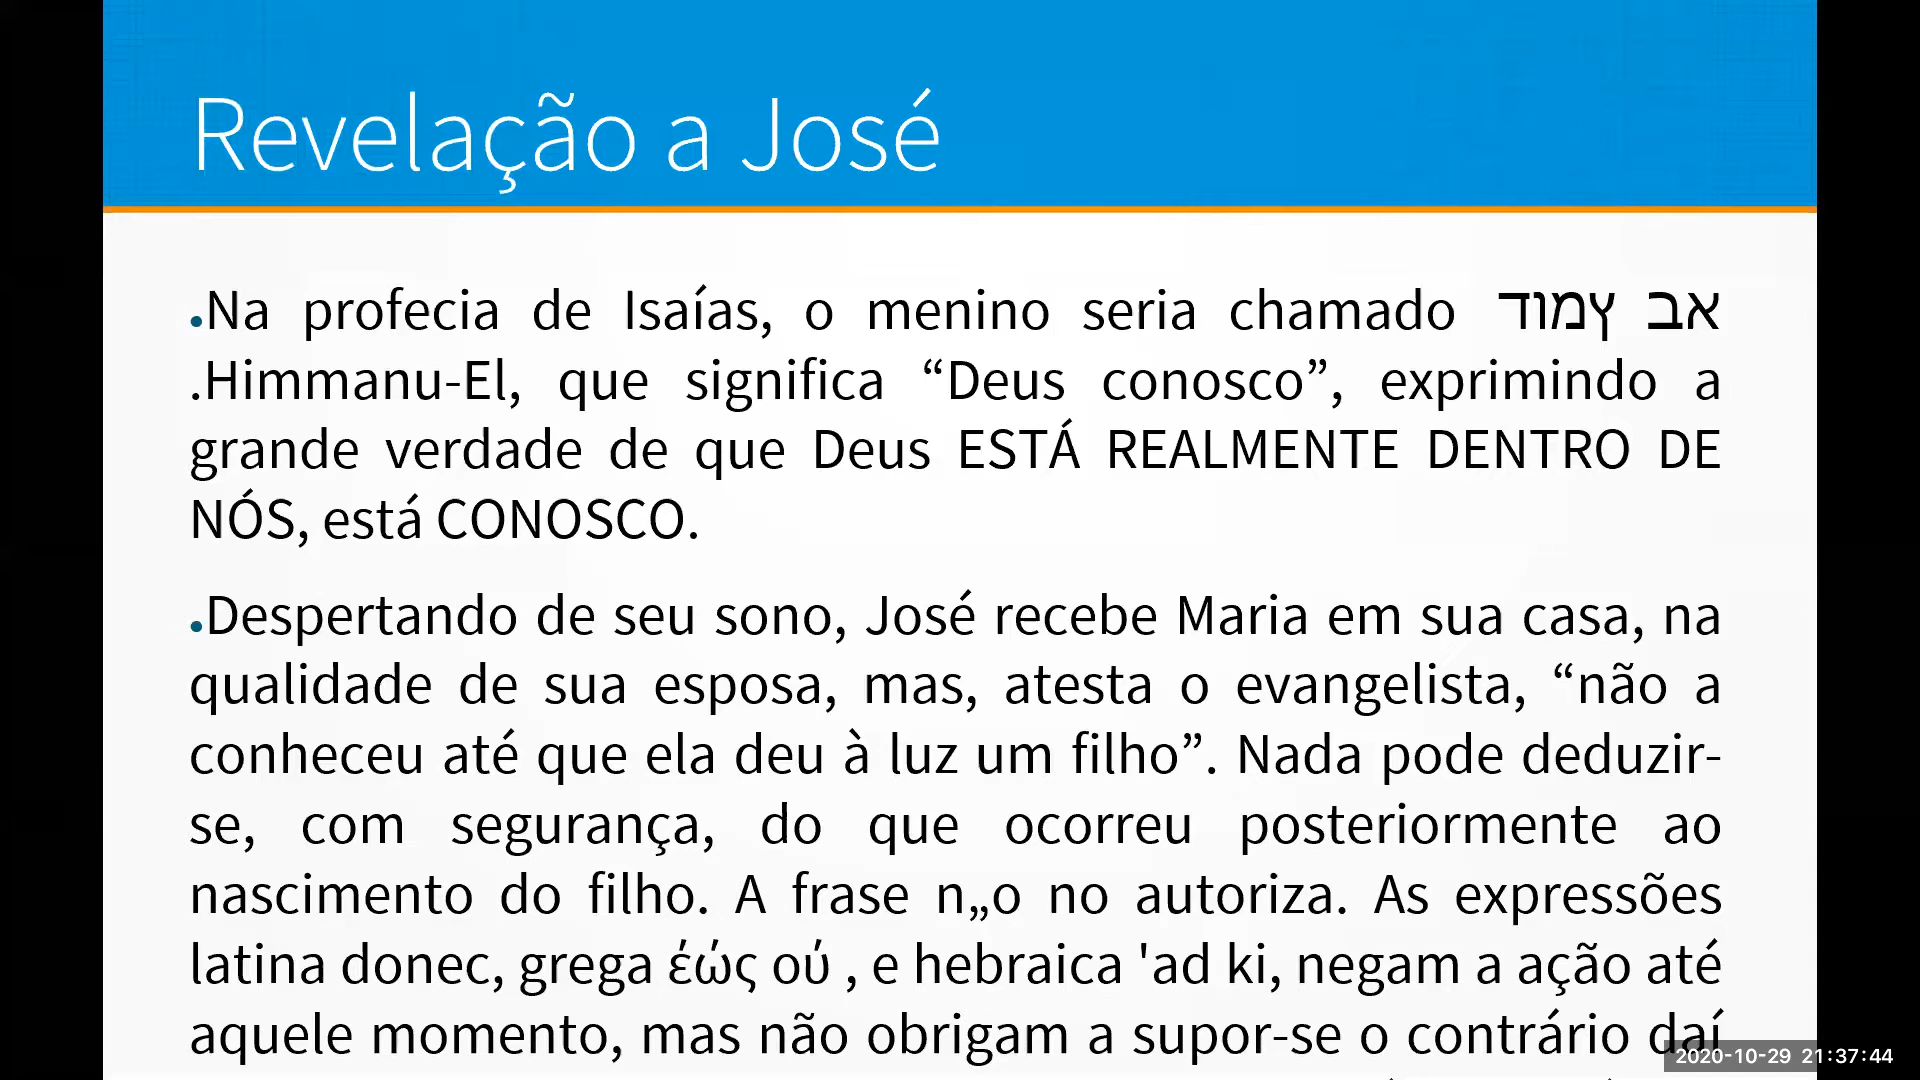 Revelação a José
•Na profecia de Isaías, o menino seria chamado אב ץמוד
.Himmanu-El, que significa “Deus conosco”, exprimindo a
grande verdade de que Deus ESTÁ REALMENTE DENTRO DE
NÓS, está CONOSCO.
•Despertando de seu sono, José recebe Maria em sua casa, na
qualidade de sua esposa, mas, atesta o evangelista, “não a
conheceu até que ela deu à luz um filho”. Nada pode deduzir-
se, com segurança, do que ocorreu posteriormente ao
nascimento do filho. A frase n„o no autoriza. As expressões
latina donec, grega έώς ού , e hebraica 'ad ki, negam a ação até
aquele momento, mas não obrigam a supor-se o contrário daí
2020-10-29 21:37:44